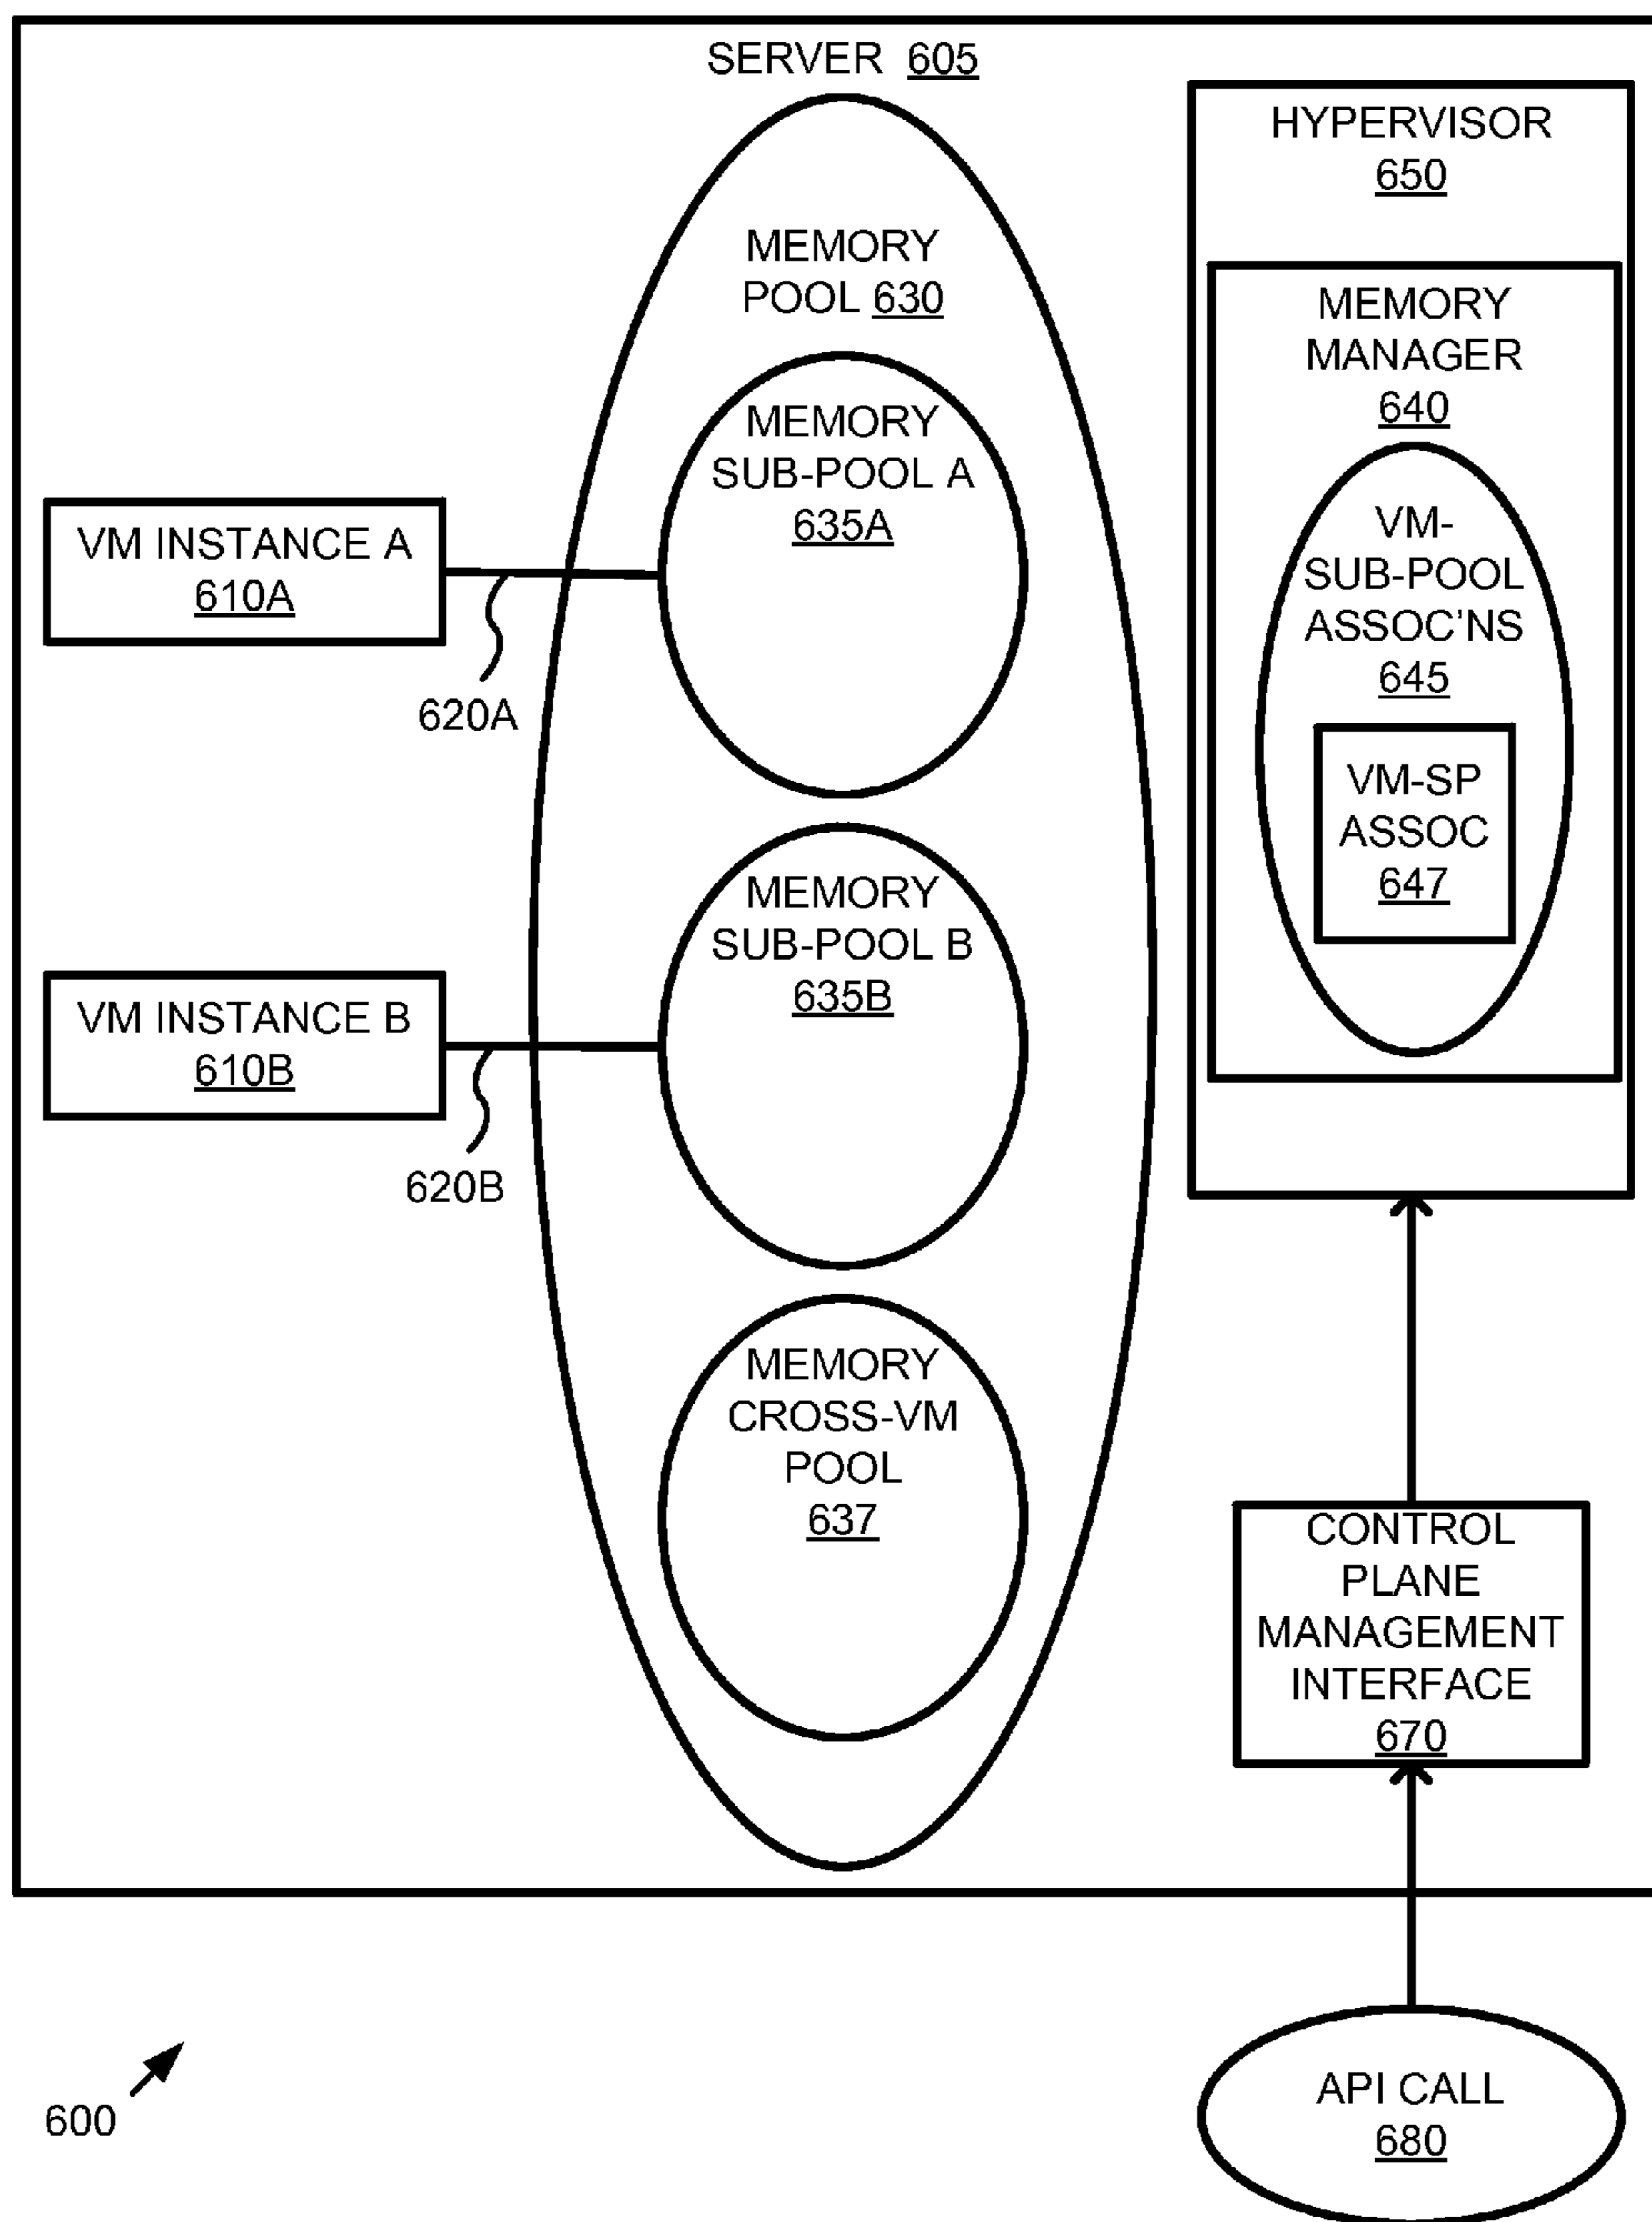 SERVER 605
HYPERVISOR
650
MEMORY
POOL 630
MEMORY
MANAGER
640
MEMORY
SUB-POOL A
635A
VM-
SUB-POOL
ASSOC'NS
645
VM INSTANCE A
610A
620A
VM-SP
ASSOC
647
MEMORY
SUB-POOL B
635B
VM INSTANCE B
610B
620B
MEMORY
CROSS-VM
POOL
637
CONTROL
PLANE
MANAGEMENT
INTERFACE
670
API CALL
680
600